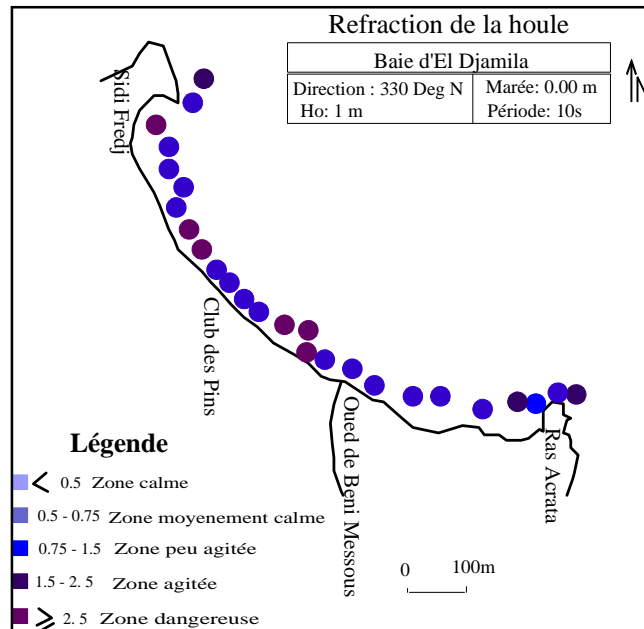 Refraction de la houle
Baie d'El Djamila
Direction : 330 Deg N
Ho: 1 m
Marée: 0.00 m
Période: 10s
N
Sidi Fredj
Club des Pins
Oued de Beni Messous
Ras Acrata
Légende
< 0.5 Zone calme
0.5 - 0.75 Zone moyenement calme
0.75 - 1.5 Zone peu agitée
1.5 - 2. 5 Zone agitée
⩾ 2. 5 Zone dangereuse
0 100m